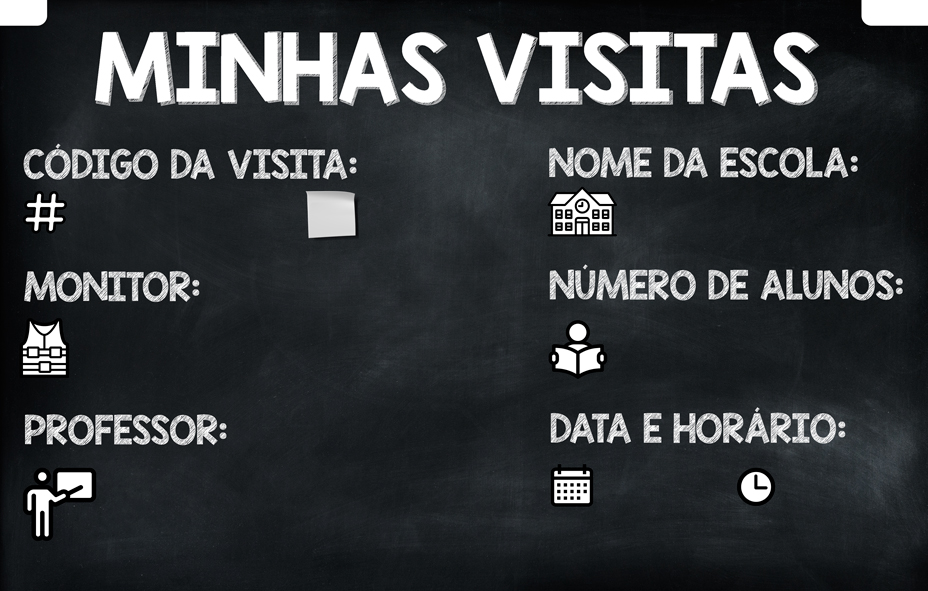 MINHAS VISITAS
CÓDIGO DA VISITA:
#
NOME DA ESCOLA:
MONITOR:
NÚMERO DE ALUNOS:
PROFESSOR:
DATA E HORÁRIO: